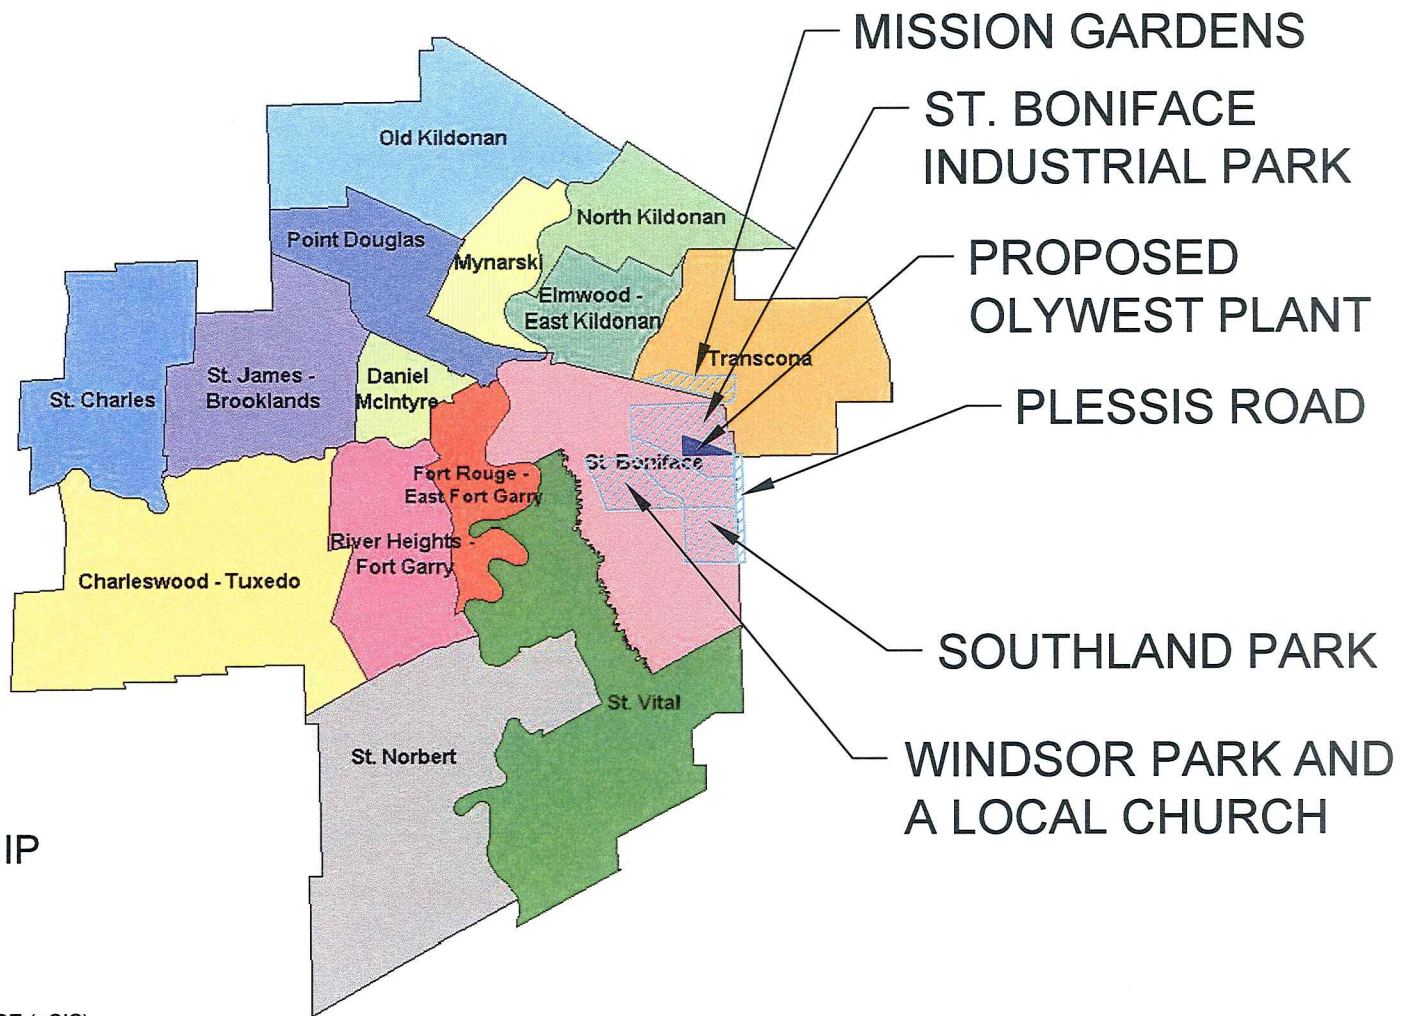 MISSION GARDENS
ST. BONIFACE
INDUSTRIAL PARK
PROPOSED
OLYWEST PLANT
PLESSIS ROAD
SOUTHLAND PARK
WINDSOR PARK AND
A LOCAL CHURCH
Old Kildonan
North Kildonan
Point Douglas
Mynarski
Elmwood -
East Kildonan
Transcona
St. Charles
St. James -
Brooklands
Daniel
McIntyre
St. Boniface
Fort Rouge -
East Fort Garry
River Heights -
Fort Garry
Charleswood - Tuxedo
St. Vital
St. Norbert
IP